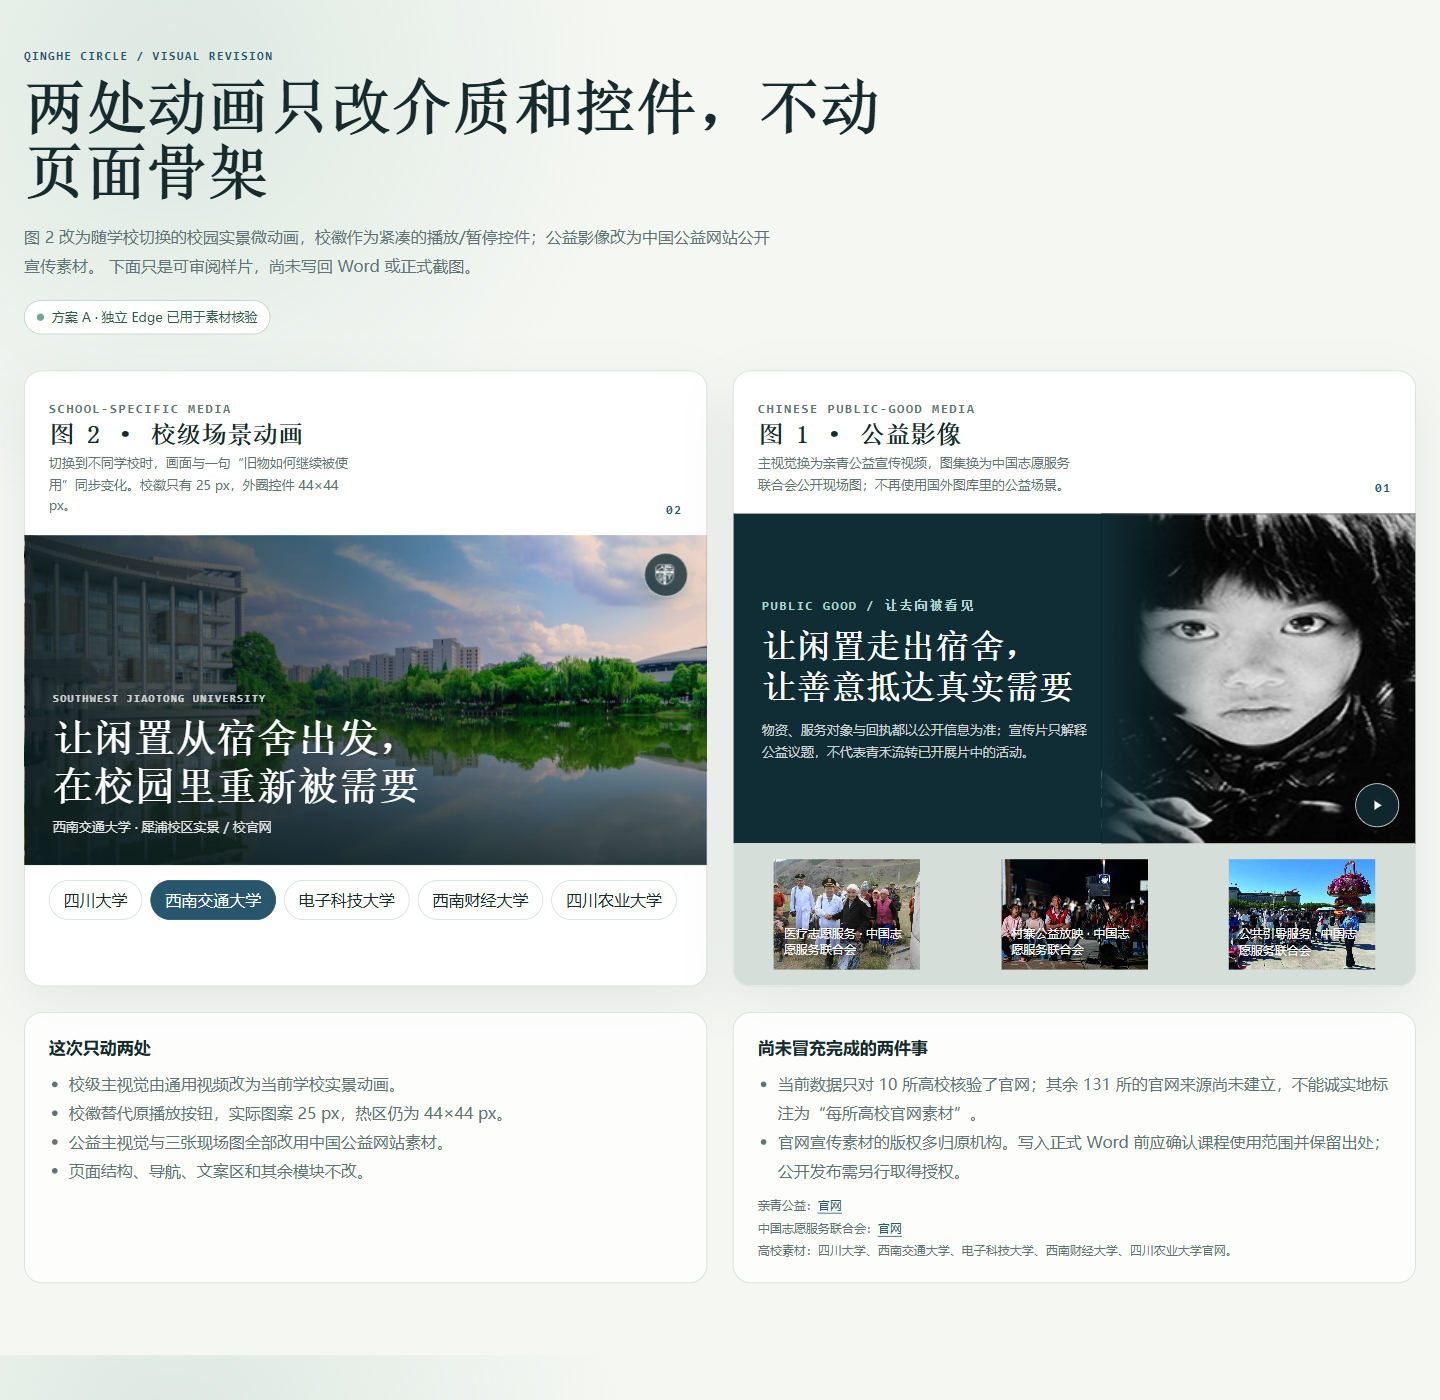 QINGHE CIRCLE / VISUAL REVISION
两处动画只改介质和控件，不动
页面骨架
图 2 改为随学校切换的校园实景微动画，校徽作为紧凑的播放/暂停控件；公益影像改为中国公益网站公开
宣传素材。 下面只是可审阅样片，尚未写回 Word 或正式截图。
方案 A · 独立 Edge 已用于素材核验
SCHOOL-SPECIFIC MEDIA
图 2 · 校级场景动画
切换到不同学校时，画面与一句“旧物如何继续被使
用”同步变化。校徽只有 25 px，外圈控件 44×44
px。
02
SOUTHWEST JIAOTONG UNIVERSITY
让闲置从宿舍出发，
在校园里重新被需要
西南交通大学 · 犀浦校区实景 / 校官网
四川大学
西南交通大学
电子科技大学
西南财经大学
四川农业大学
CHINESE PUBLIC-GOOD MEDIA
图 1 · 公益影像
主视觉换为亲青公益宣传视频，图集换为中国志愿服务
联合会公开现场图；不再使用国外图库里的公益场景。
01
PUBLIC GOOD / 让去向被看见
让闲置走出宿舍，
让善意抵达真实需要
物资、服务对象与回执都以公开信息为准；宣传片只解释
公益议题，不代表青禾流转已开展片中的活动。
医疗志愿服务 · 中国志
愿服务联合会
村寨公益放映 · 中国志
愿服务联合会
公共引导服务 · 中国志
愿服务联合会
这次只动两处
校级主视觉由通用视频改为当前学校实景动画。
校徽替代原播放按钮，实际图案 25 px，热区仍为 44×44 px。
公益主视觉与三张现场图全部改用中国公益网站素材。
页面结构、导航、文案区和其余模块不改。
尚未冒充完成的两件事
当前数据只对 10 所高校核验了官网；其余 131 所的官网来源尚未建立，不能诚实地标
注为“每所高校官网素材”。
官网宣传素材的版权多归原机构。写入正式 Word 前应确认课程使用范围并保留出处；
公开发布需另行取得授权。
亲青公益：官网
中国志愿服务联合会：官网
高校素材：四川大学、西南交通大学、电子科技大学、西南财经大学、四川农业大学官网。